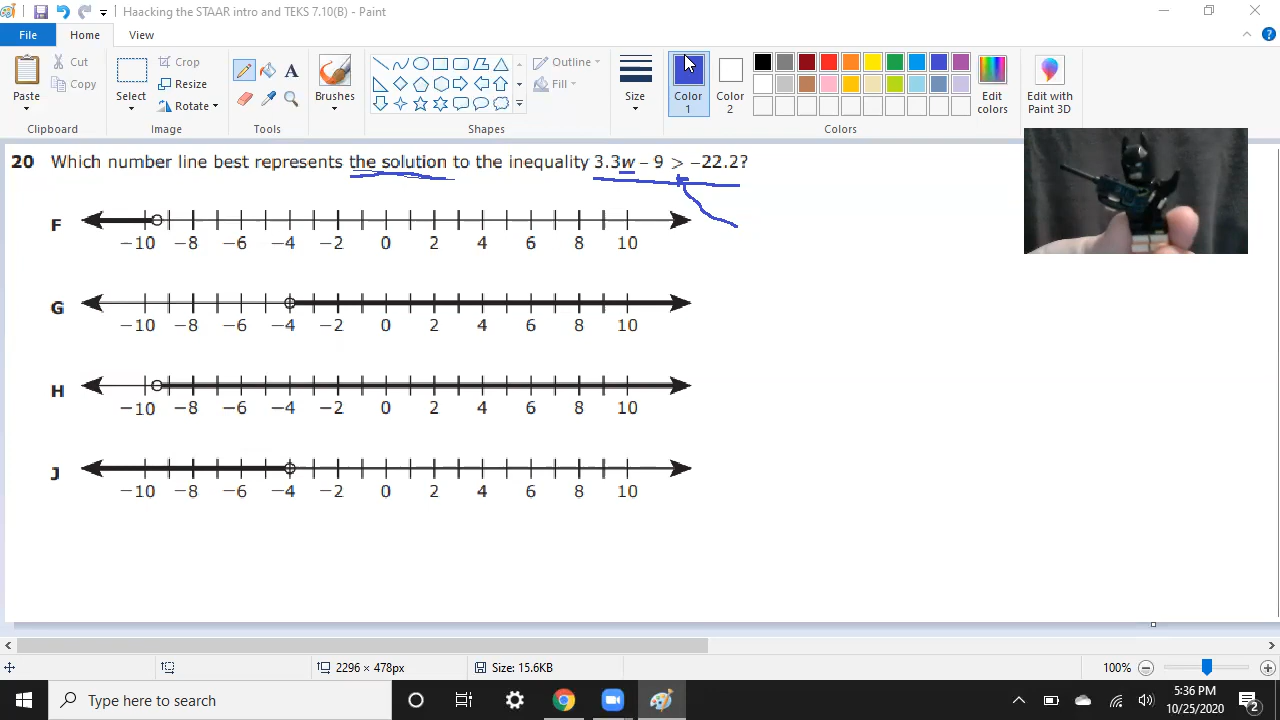 Haacking the STAAR intro and TEKS 7.10(B) - Paint
File Home View
Paste Cut Copy Clipboard
Select Crop Resize Rotate Image
A Tools
Brushes
Outline Fill Shapes
Size
Color 1 Color 2 Edit colors Colors
Edit with Paint 3D
20 Which number line best represents the solution to the inequality 3.3w – 9 > −22.2?
F
−10 −8 −6 −4 −2 0 2 4 6 8 10
G
−10 −8 −6 −4 −2 0 2 4 6 8 10
H
−10 −8 −6 −4 −2 0 2 4 6 8 10
J
−10 −8 −6 −4 −2 0 2 4 6 8 10
2296 × 478px Size: 15.6KB 100%
Type here to search
5:36 PM
10/25/2020 2